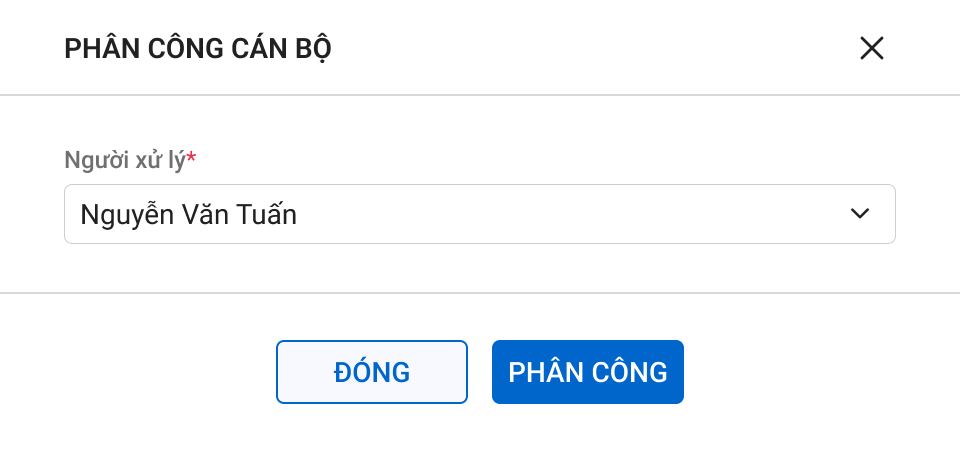 PHÂN CÔNG CÁN BỘ
Người xử lý*
Nguyễn Văn Tuấn
ĐÓNG
PHÂN CÔNG